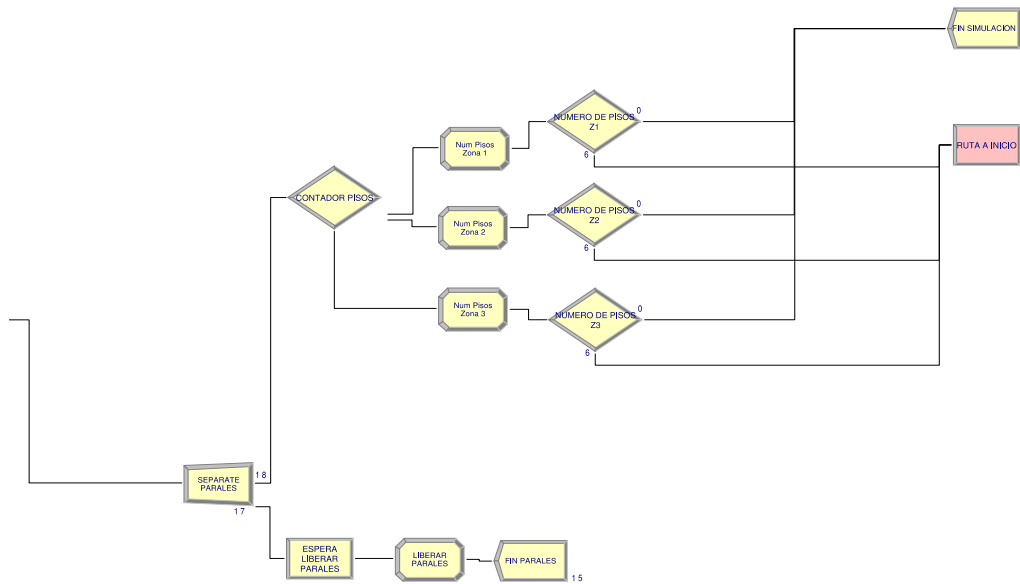 FIN SIMULACION
0
NUMERO DE PISOS
Z1
6
RUTA A INICIO
Num Pisos
Zona 1
CONTADOR PISOS
0
NUMERO DE PISOS
Z2
6
Num Pisos
Zona 2
0
NUMERO DE PISOS
Z3
6
Num Pisos
Zona 3
18
SEPARATE
PARALES
17
ESPERA
LIBERAR
PARALES
LIBERAR
PARALES
FIN PARALES
15